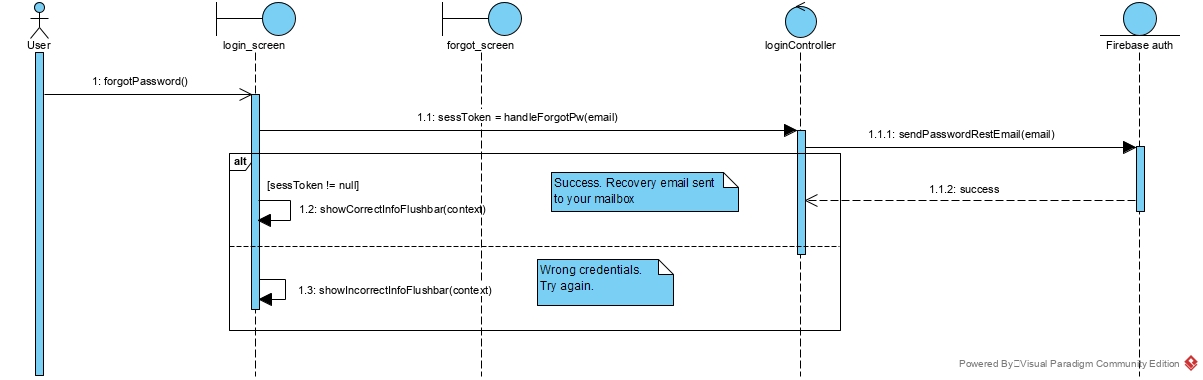 User
login_screen
forgot_screen
loginController
Firebase auth
1: forgotPassword()
1.1: sessToken = handleForgotPw(email)
1.1.1: sendPasswordRestEmail(email)
alt
[sessToken != null]
Success. Recovery email sent
to your mailbox
1.1.2: success
1.2: showCorrectInfoFlushbar(context)
Wrong credentials.
Try again.
1.3: showIncorrectInfoFlushbar(context)
Powered By Visual Paradigm Community Edition